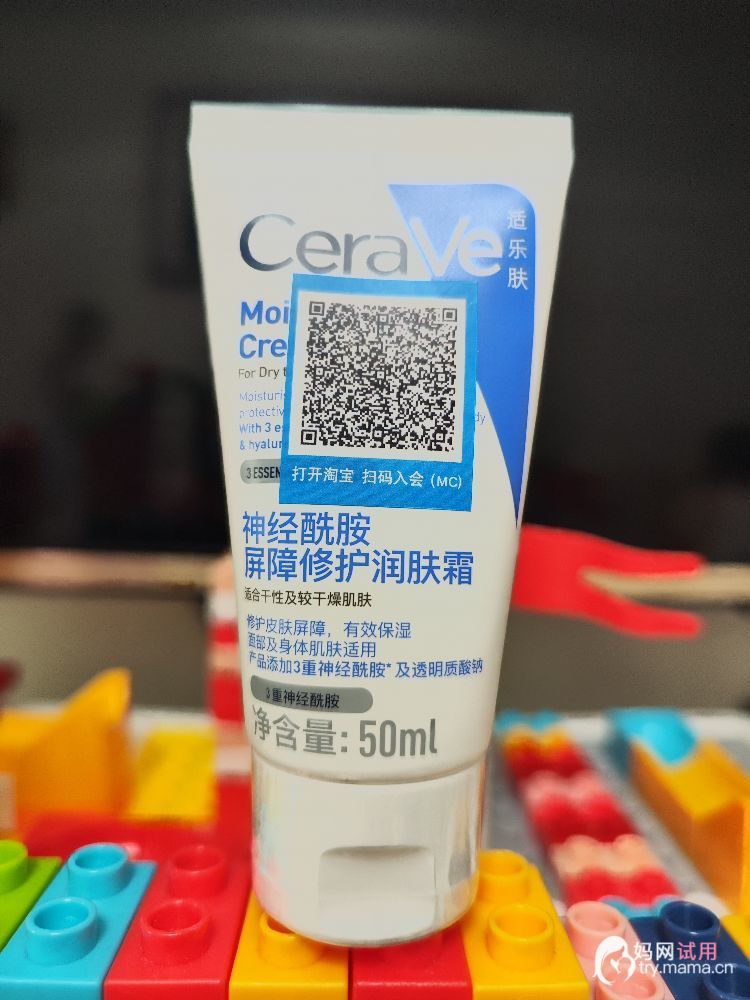 CeraVe
适乐肤
Moi
Cre
For Dry t
Moisturis
protectiv
dy
With 3 es
& hyalur
3 ESSEN
打开淘宝 扫码入会 (MC)
神经酰胺
屏障修护润肤霜
适合干性及较干燥肌肤
修护皮肤屏障，有效保湿
面部及身体肌肤适用
产品添加3重神经酰胺*及透明质酸钠
3重神经酰胺
净含量: 50ml
妈网试用
try.mama.cn